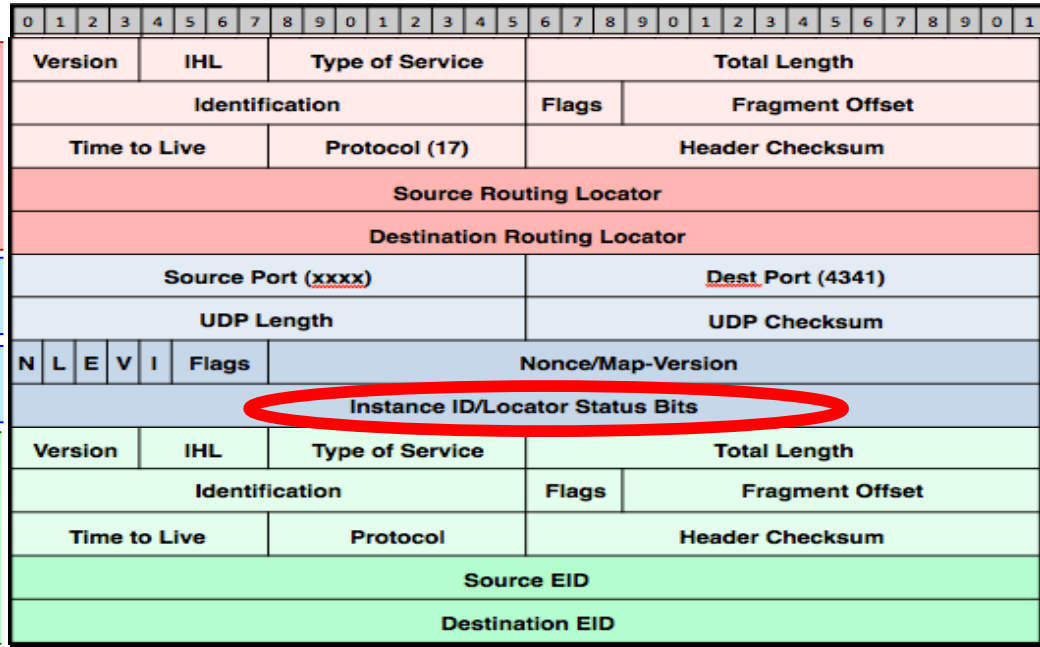 0 1 2 3 4 5 6 7 8 9 0 1 2 3 4 5 6 7 8 9 0 1 2 3 4 5 6 7 8 9 0 1
Version IHL Type of Service Total Length
Identification Flags Fragment Offset
Time to Live Protocol (17) Header Checksum
Source Routing Locator
Destination Routing Locator
Source Port (xxxx) Dest Port (4341)
UDP Length UDP Checksum
N L E V I Flags Nonce/Map-Version
Instance ID/Locator Status Bits
Version IHL Type of Service Total Length
Identification Flags Fragment Offset
Time to Live Protocol Header Checksum
Source EID
Destination EID